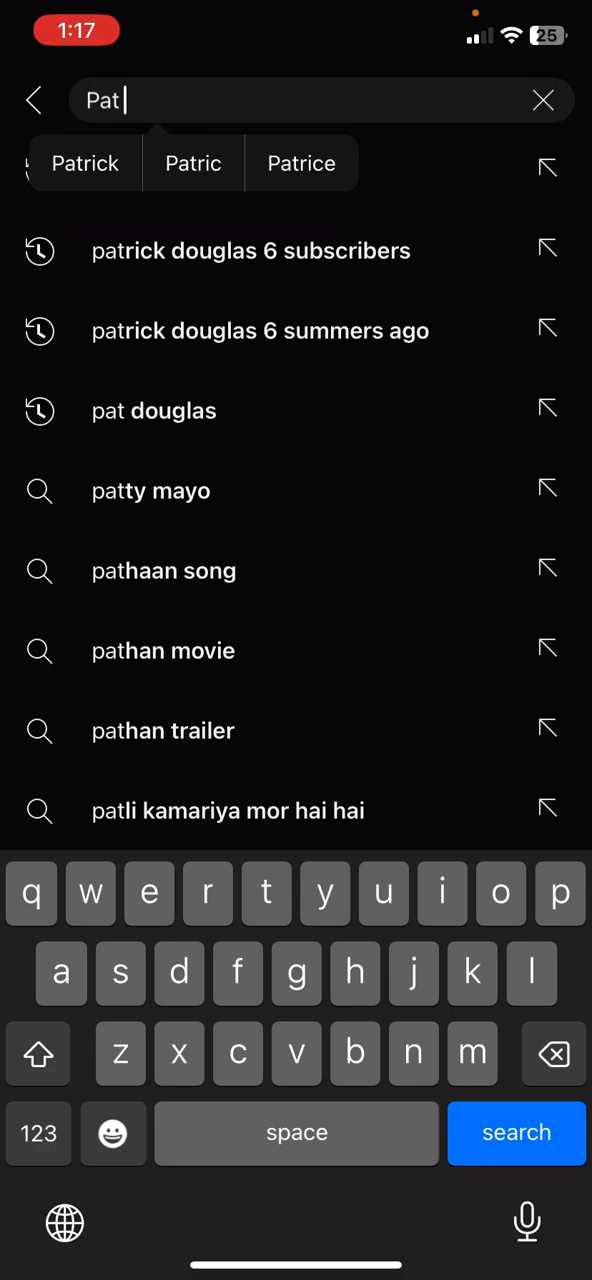 1:17
25
Pat
Patrick Patric Patrice
patrick douglas 6 subscribers
patrick douglas 6 summers ago
pat douglas
patty mayo
pathaan song
pathan movie
pathan trailer
patli kamariya mor hai hai
q w e r t y u i o p
a s d f g h j k l
z x c v b n m
123 space search